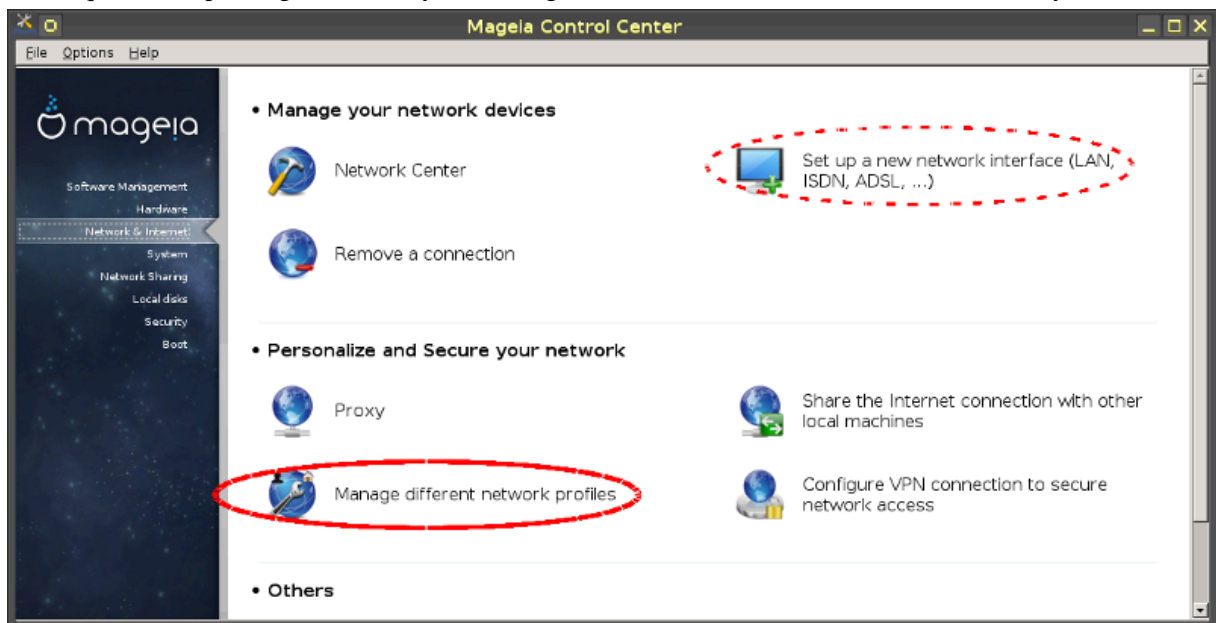 Mageia Control Center
File Options Help
mageia
Software Management
Hardware
Network & Internet
System
Network Sharing
Local disks
Security
Boot
• Manage your network devices
Network Center
Set up a new network interface (LAN,
ISDN, ADSL, ...)
Remove a connection
• Personalize and Secure your network
Proxy
Share the Internet connection with other
local machines
Manage different network profiles
Configure VPN connection to secure
network access
• Others